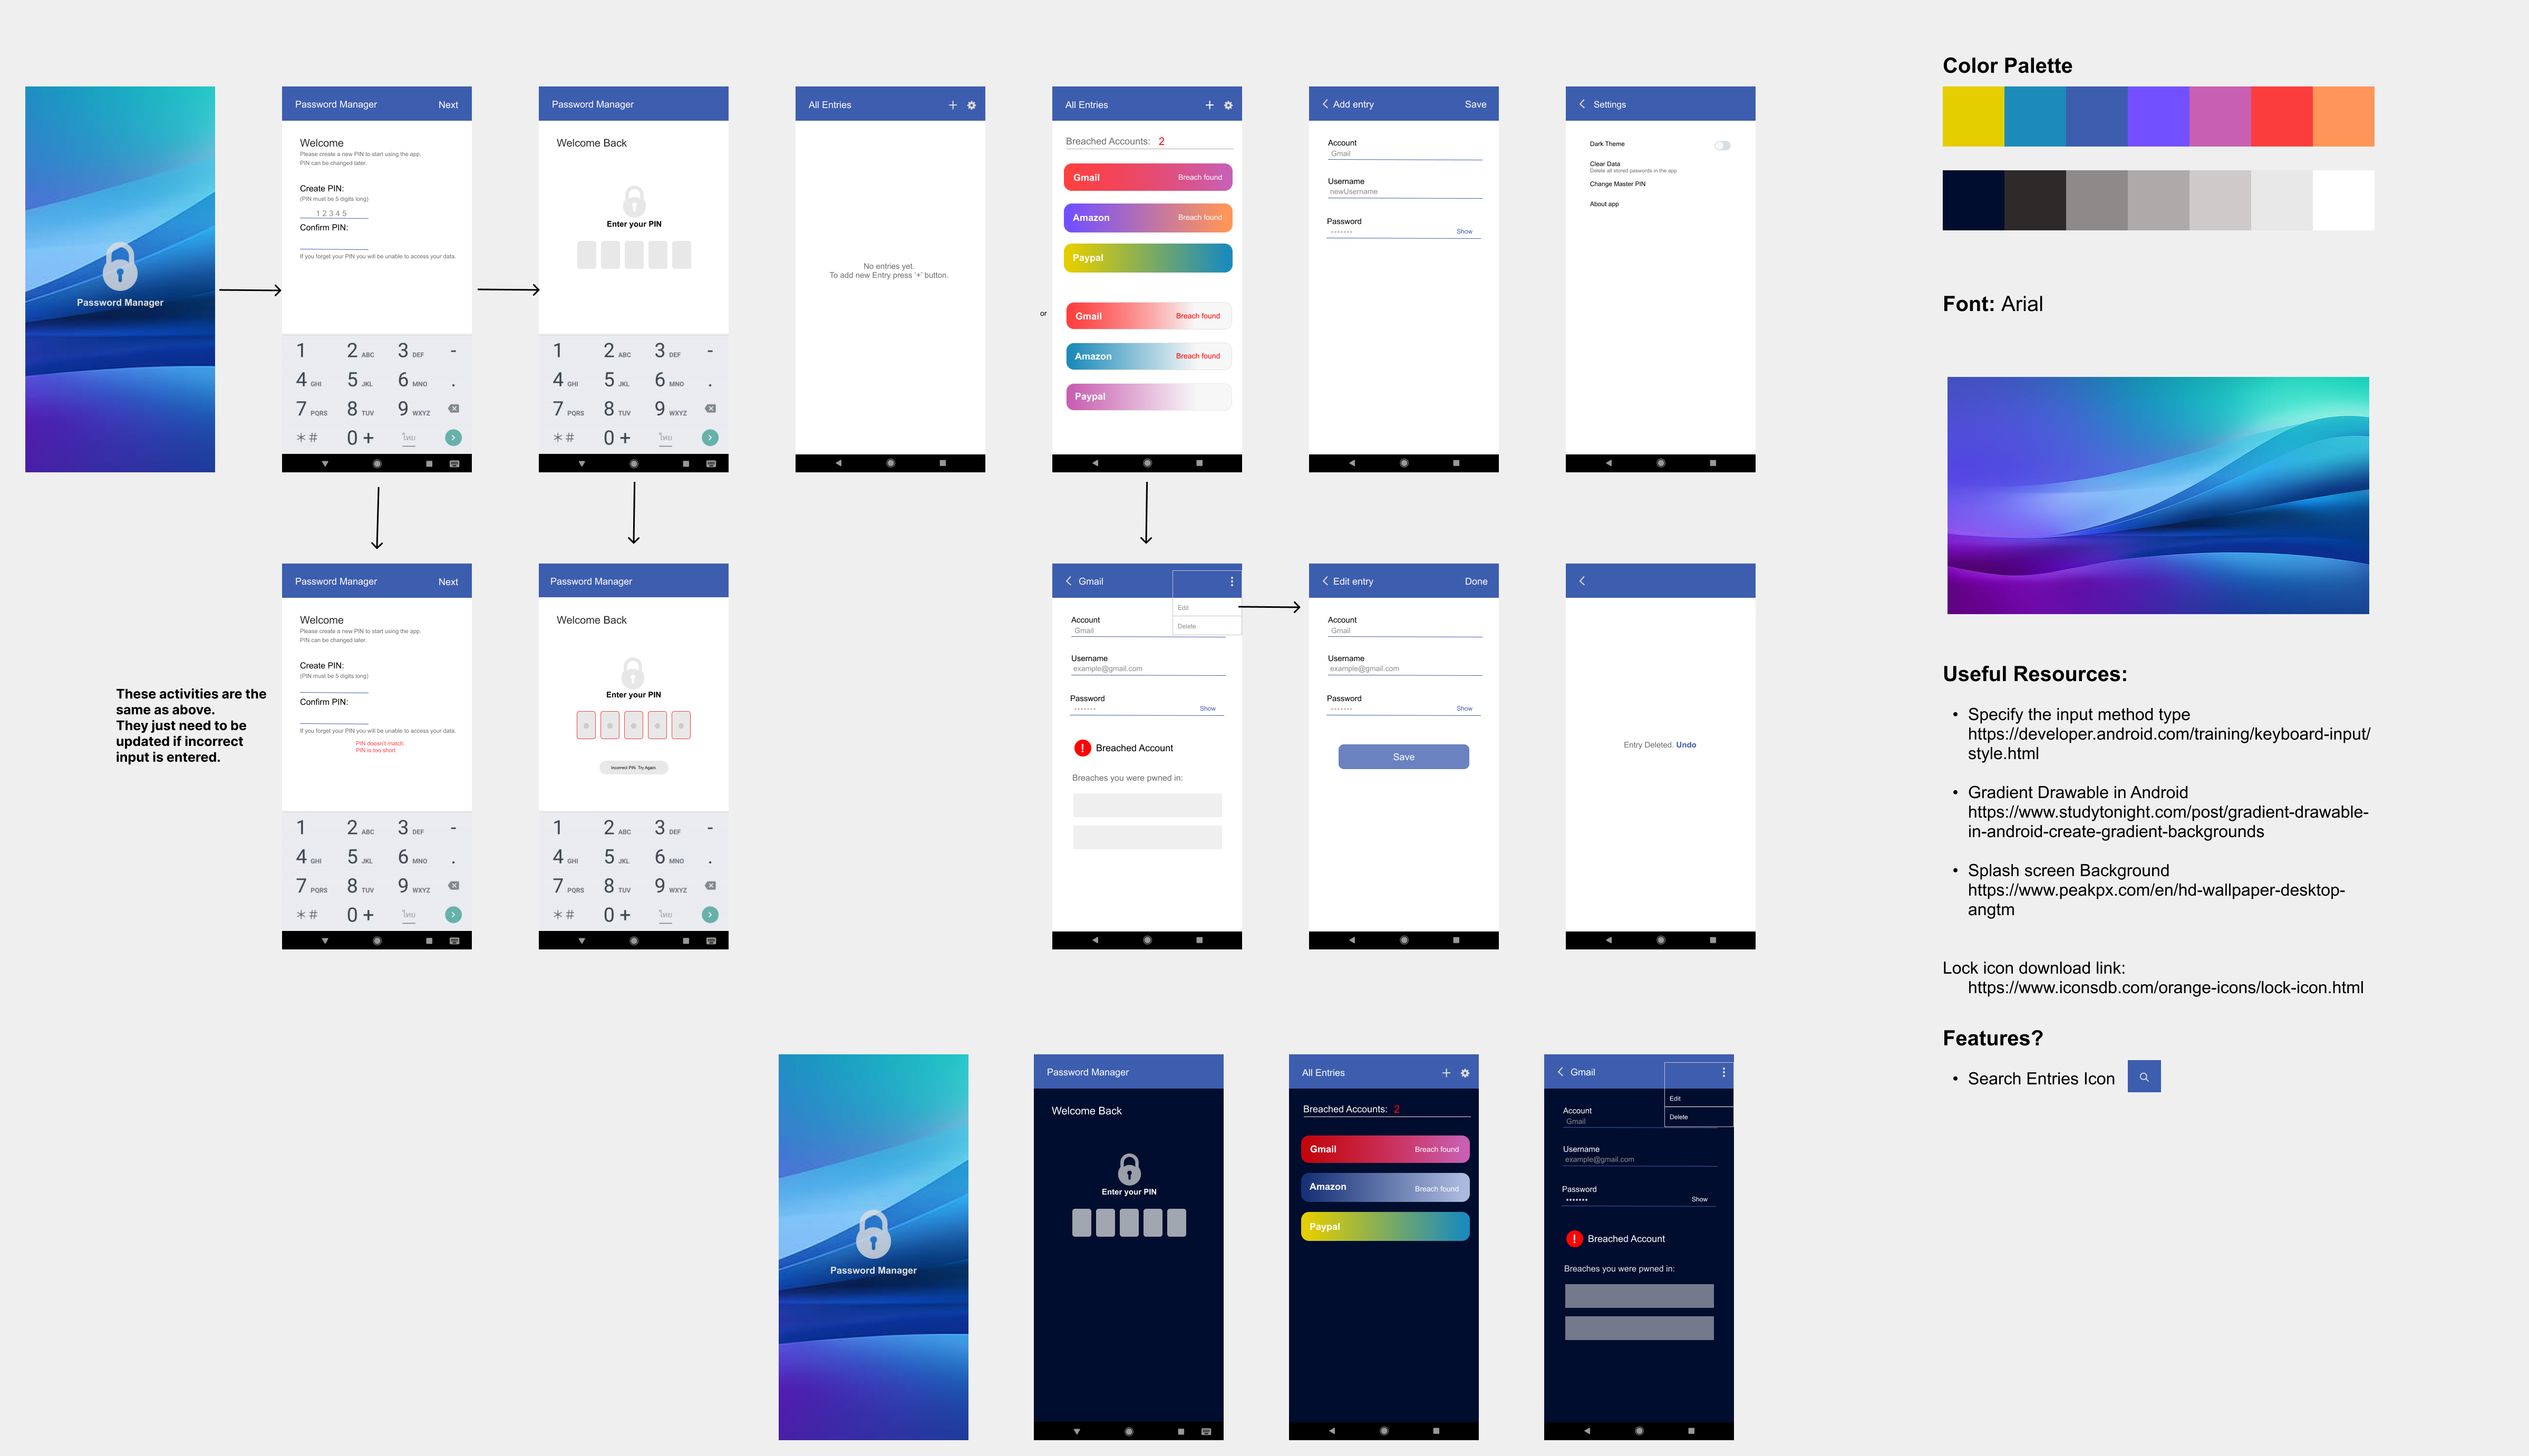 Password Manager
Password Manager
Next
Welcome
Please create a new PIN to start using the app.
PIN can be changed later.
Create PIN:
(PIN must be 5 digits long)
1 2 3 4 5
Confirm PIN:
If you forget your PIN you will be unable to access your data.
1 2 ABC 3 DEF -
4 GHI 5 JKL 6 MNO .
7 PQRS 8 TUV 9 WXYZ
*# 0 + ไทย
Password Manager
Welcome Back
Enter your PIN
1 2 ABC 3 DEF -
4 GHI 5 JKL 6 MNO .
7 PQRS 8 TUV 9 WXYZ
*# 0 + ไทย
All Entries +
No entries yet.
To add new Entry press '+' button.
or
All Entries +
Breached Accounts: 2
Gmail Breach found
Amazon Breach found
Paypal
Gmail Breach found
Amazon Breach found
Paypal
Add entry Save
Account
Gmail
Username
newUsername
Password
•••••••
Show
Settings
Dark Theme
Clear Data
Delete all stored passwords in the app
Change Master PIN
About app
These activities are the
same as above.
They just need to be
updated if incorrect
input is entered.
Password Manager
Next
Welcome
Please create a new PIN to start using the app.
PIN can be changed later.
Create PIN:
(PIN must be 5 digits long)
Confirm PIN:
If you forget your PIN you will be unable to access your data.
PIN doesn't match.
PIN is too short
1 2 ABC 3 DEF -
4 GHI 5 JKL 6 MNO .
7 PQRS 8 TUV 9 WXYZ
*# 0 + ไทย
Password Manager
Welcome Back
Enter your PIN
Incorrect PIN. Try Again.
1 2 ABC 3 DEF -
4 GHI 5 JKL 6 MNO .
7 PQRS 8 TUV 9 WXYZ
*# 0 + ไทย
Gmail
Edit
Delete
Account
Gmail
Username
example@gmail.com
Password
•••••••
Show
! Breached Account
Breaches you were pwned in:
Edit entry Done
Account
Gmail
Username
example@gmail.com
Password
•••••••
Show
Save
Entry Deleted. Undo
Password Manager
Password Manager
Welcome Back
Enter your PIN
All Entries +
Breached Accounts: 2
Gmail Breach found
Amazon Breach found
Paypal
Gmail
Edit
Delete
Account
Gmail
Username
example@gmail.com
Password
•••••••
Show
! Breached Account
Breaches you were pwned in:
Color Palette
Font: Arial
Useful Resources:
• Specify the input method type
https://developer.android.com/training/keyboard-input/
style.html
• Gradient Drawable in Android
https://www.studytonight.com/post/gradient-drawable-
in-android-create-gradient-backgrounds
• Splash screen Background
https://www.peakpx.com/en/hd-wallpaper-desktop-
angtm
Lock icon download link:
https://www.iconsdb.com/orange-icons/lock-icon.html
Features?
• Search Entries Icon